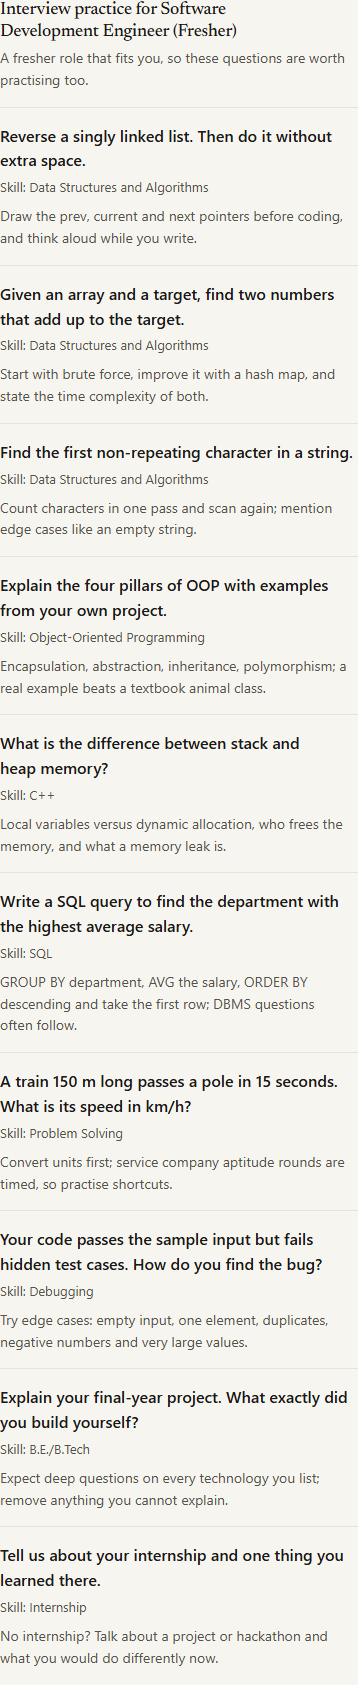 Interview practice for Software
Development Engineer (Fresher)
A fresher role that fits you, so these questions are worth
practising too.
Reverse a singly linked list. Then do it without
extra space.
Skill: Data Structures and Algorithms
Draw the prev, current and next pointers before coding,
and think aloud while you write.
Given an array and a target, find two numbers
that add up to the target.
Skill: Data Structures and Algorithms
Start with brute force, improve it with a hash map, and
state the time complexity of both.
Find the first non-repeating character in a string.
Skill: Data Structures and Algorithms
Count characters in one pass and scan again; mention
edge cases like an empty string.
Explain the four pillars of OOP with examples
from your own project.
Skill: Object-Oriented Programming
Encapsulation, abstraction, inheritance, polymorphism; a
real example beats a textbook animal class.
What is the difference between stack and
heap memory?
Skill: C++
Local variables versus dynamic allocation, who frees the
memory, and what a memory leak is.
Write a SQL query to find the department with
the highest average salary.
Skill: SQL
GROUP BY department, AVG the salary, ORDER BY
descending and take the first row; DBMS questions
often follow.
A train 150 m long passes a pole in 15 seconds.
What is its speed in km/h?
Skill: Problem Solving
Convert units first; service company aptitude rounds are
timed, so practise shortcuts.
Your code passes the sample input but fails
hidden test cases. How do you find the bug?
Skill: Debugging
Try edge cases: empty input, one element, duplicates,
negative numbers and very large values.
Explain your final-year project. What exactly did
you build yourself?
Skill: B.E./B.Tech
Expect deep questions on every technology you list;
remove anything you cannot explain.
Tell us about your internship and one thing you
learned there.
Skill: Internship
No internship? Talk about a project or hackathon and
what you would do differently now.